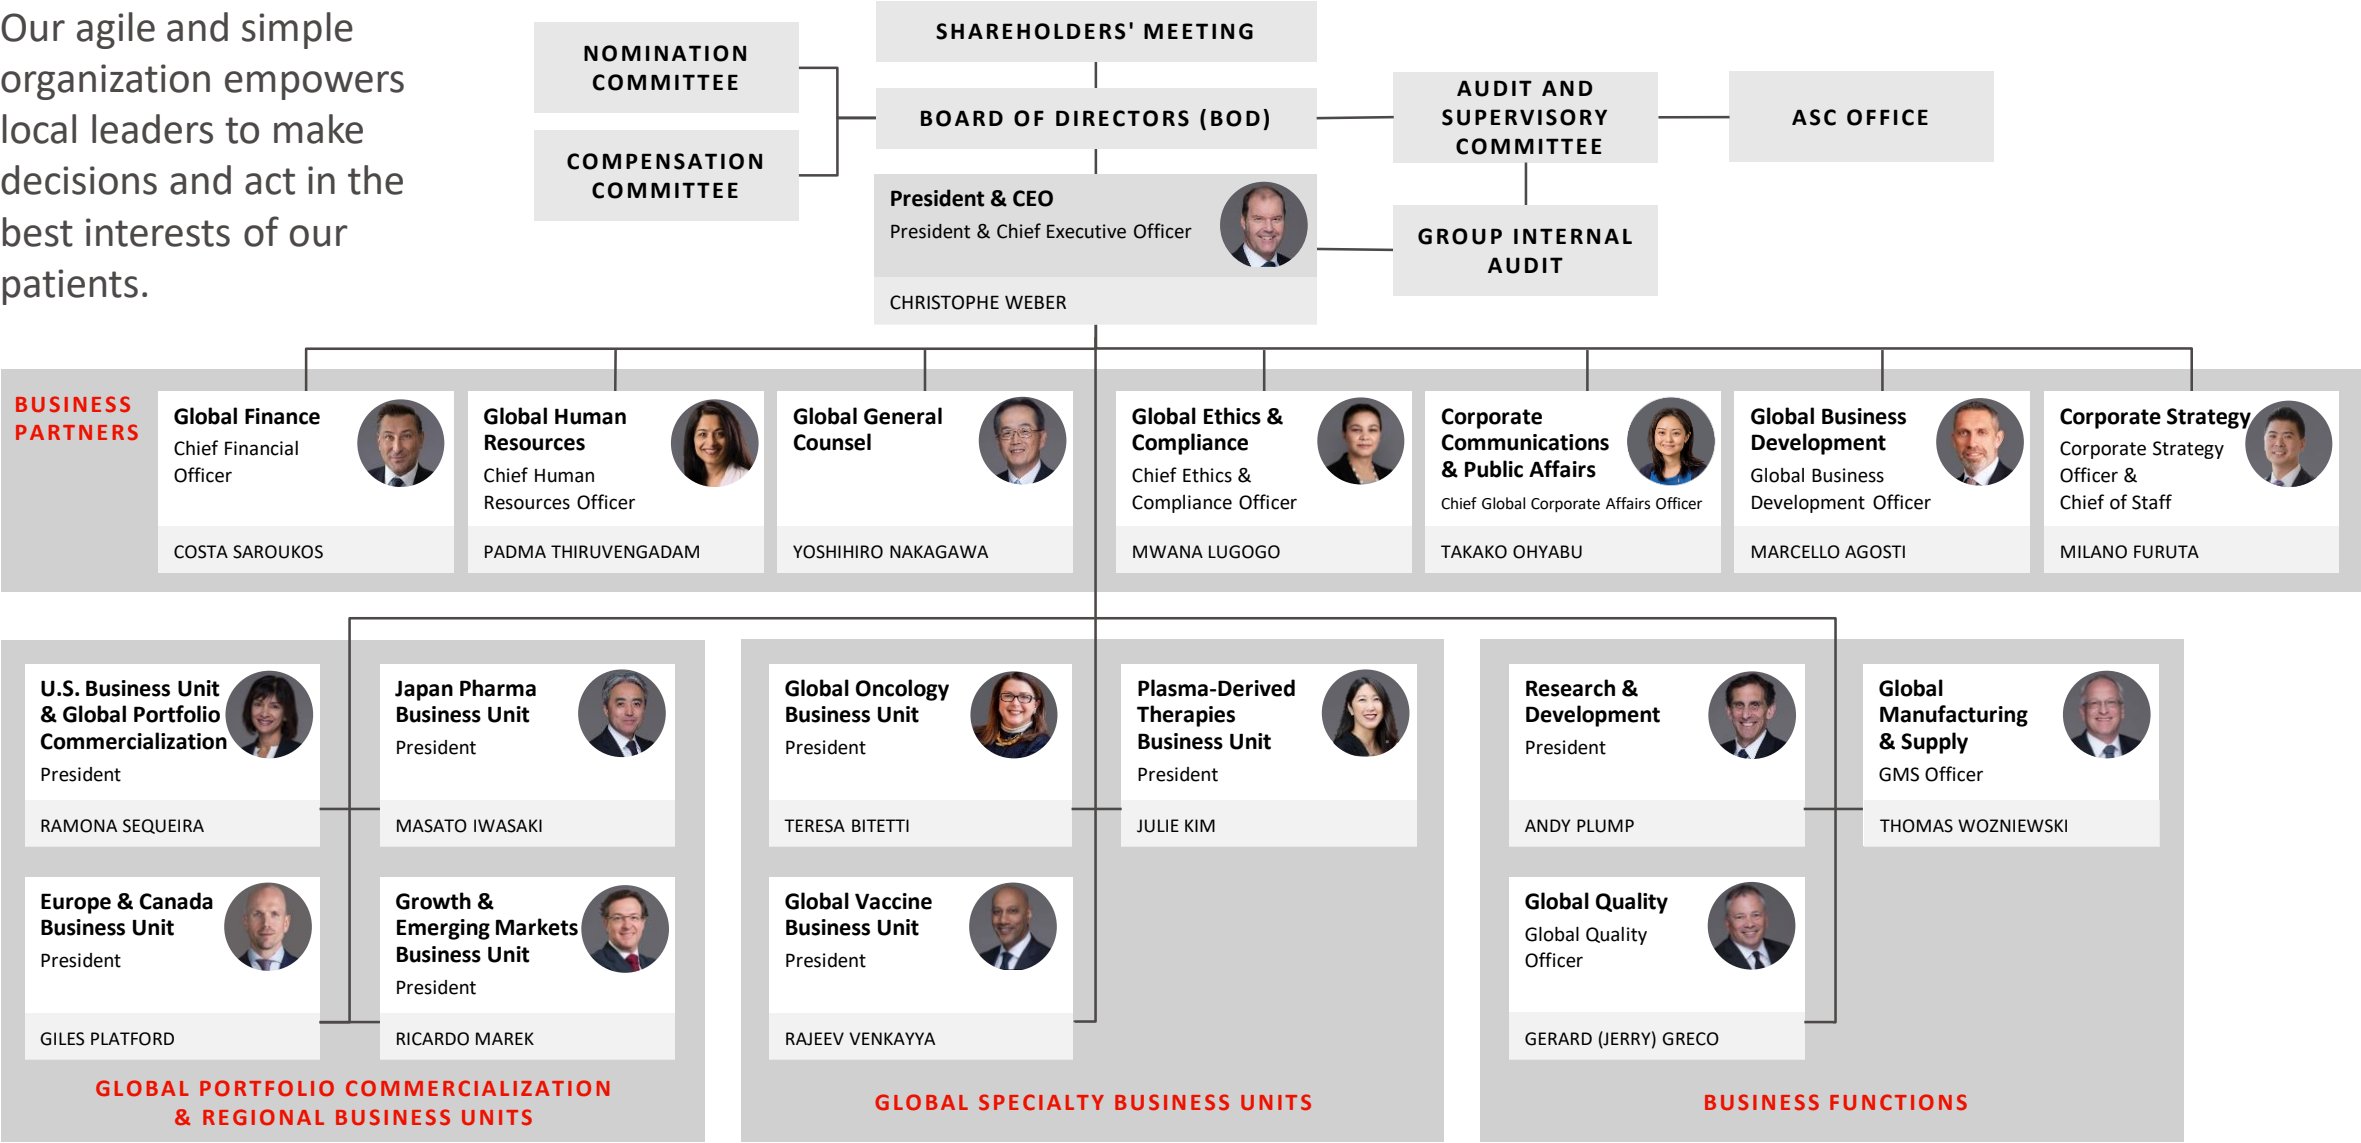 Our agile and simple
organization empowers
local leaders to make
decisions and act in the
best interests of our
patients.
NOMINATION
COMMITTEE
COMPENSATION
COMMITTEE
SHAREHOLDERS' MEETING
BOARD OF DIRECTORS (BOD)
AUDIT AND
SUPERVISORY
COMMITTEE
ASC OFFICE
President & CEO
President & Chief Executive Officer
CHRISTOPHE WEBER
GROUP INTERNAL
AUDIT
BUSINESS
PARTNERS
Global Finance
Chief Financial
Officer
COSTA SAROUKOS
Global Human
Resources
Chief Human
Resources Officer
PADMA THIRUVENGADAM
Global General
Counsel
YOSHIHIRO NAKAGAWA
Global Ethics &
Compliance
Chief Ethics &
Compliance Officer
MWANA LUGOGO
Corporate
Communications
& Public Affairs
Chief Global Corporate Affairs Officer
TAKAKO OHYABU
Global Business
Development
Global Business
Development Officer
MARCELLO AGOSTI
Corporate Strategy
Corporate Strategy
Officer &
Chief of Staff
MILANO FURUTA
U.S. Business Unit
& Global Portfolio
Commercialization
President
RAMONA SEQUEIRA
Japan Pharma
Business Unit
President
MASATO IWASAKI
Europe & Canada
Business Unit
President
GILES PLATFORD
Growth &
Emerging Markets
Business Unit
President
RICARDO MAREK
GLOBAL PORTFOLIO COMMERCIALIZATION
& REGIONAL BUSINESS UNITS
Global Oncology
Business Unit
President
TERESA BITETTI
Plasma-Derived
Therapies
Business Unit
President
JULIE KIM
Global Vaccine
Business Unit
President
RAJEEV VENKAYYA
GLOBAL SPECIALTY BUSINESS UNITS
Research &
Development
President
ANDY PLUMP
Global
Manufacturing
& Supply
GMS Officer
THOMAS WOZNIEWSKI
Global Quality
Global Quality
Officer
GERARD (JERRY) GRECO
BUSINESS FUNCTIONS